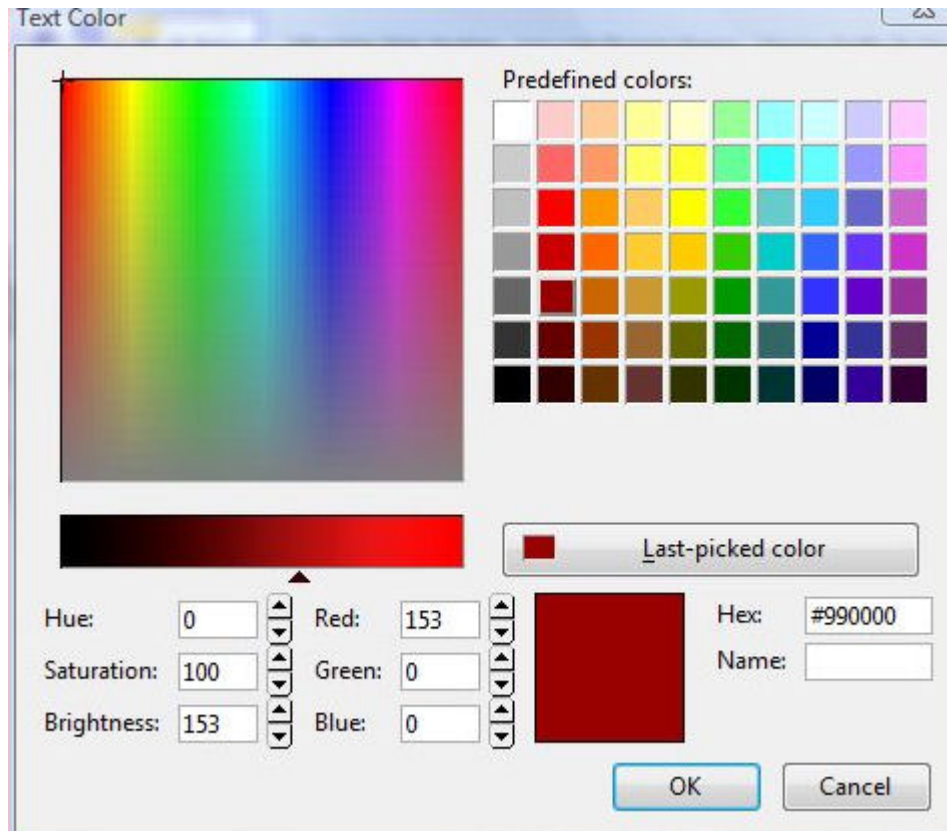 Text Color
Predefined colors:
Last-picked color
Hue: 0 Red: 153 Hex: #990000
Saturation: 100 Green: 0 Name:
Brightness: 153 Blue: 0
OK Cancel